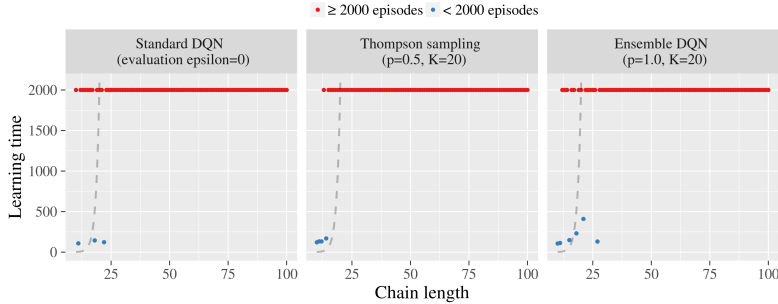 ≥ 2000 episodes < 2000 episodes
Standard DQN
(evaluation epsilon=0)
Thompson sampling
(p=0.5, K=20)
Ensemble DQN
(p=1.0, K=20)
Learning time
2000
1500
1000
500
0
25 50 75 100
25 50 75 100
25 50 75 100
Chain length